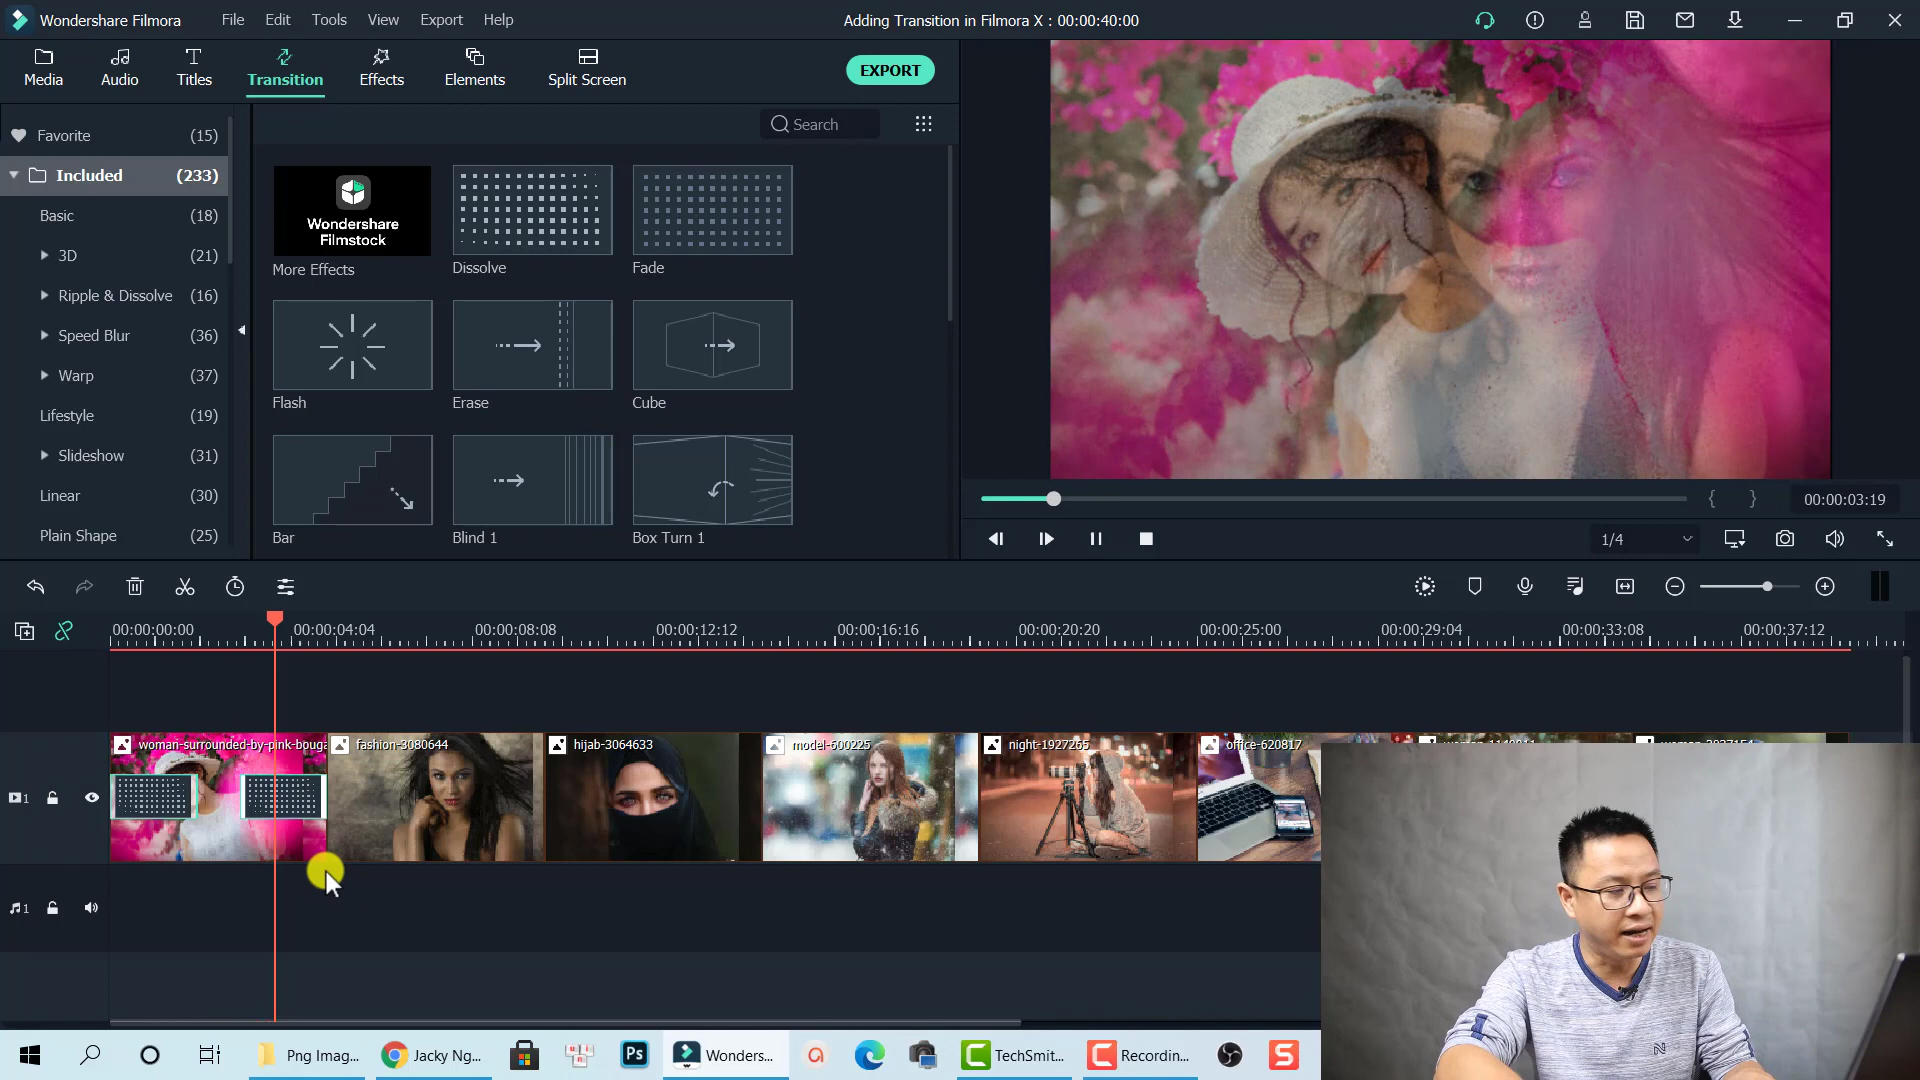 Wondershare Filmora File Edit Tools View Export Help
Adding Transition in Filmora X : 00:00:40:00
Media Audio Titles Transition Effects Elements Split Screen
EXPORT
Favorite (15)
Included (233)
Basic (18)
3D (21)
Ripple & Dissolve (16)
Speed Blur (36)
Warp (37)
Lifestyle (19)
Slideshow (31)
Linear (30)
Plain Shape (25)
Search
Wondershare
Filmstock
More Effects Dissolve Fade
Flash Erase Cube
Bar Blind 1 Box Turn 1
{ } 00:00:03:19
1/4
00:00:00:00 00:00:04:04 00:00:08:08 00:00:12:12 00:00:16:16 00:00:20:20 00:00:25:00 00:00:29:04 00:00:33:08 00:00:37:12
woman-surrounded-by-pink-bouga fashion-3080644 hijab-3064633 model-600225 night-1927265 office-620817
1
1
Png Imag... Jacky Ng... Ps Wonders... TechSmit... Recordin... S